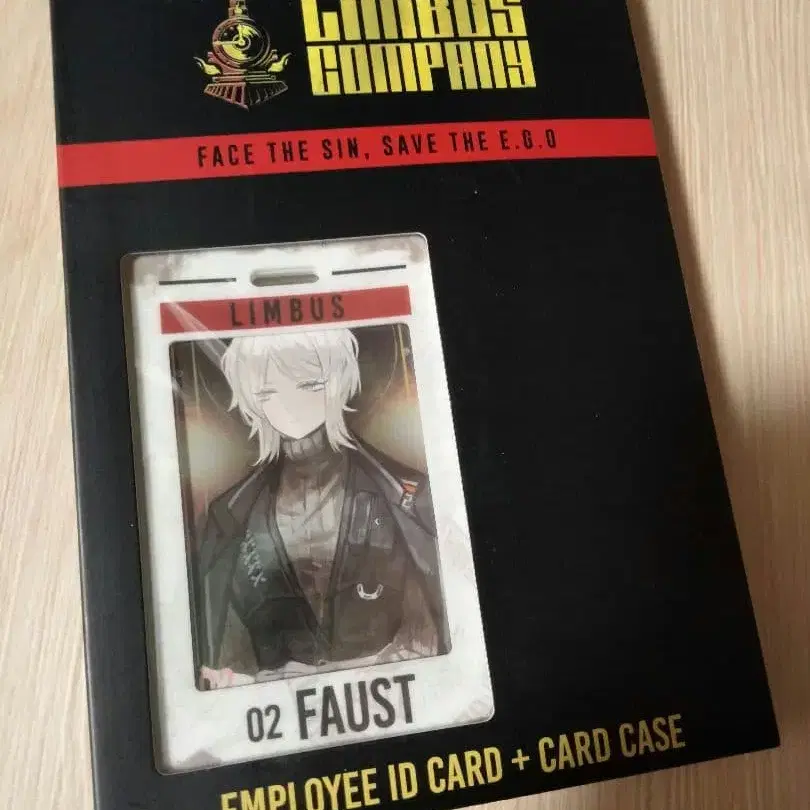 LIMBUS
COMPANY
FACE THE SIN, SAVE THE E.G.O
LIMBUS
02 FAUST
EMPLOYEE ID CARD + CARD CASE